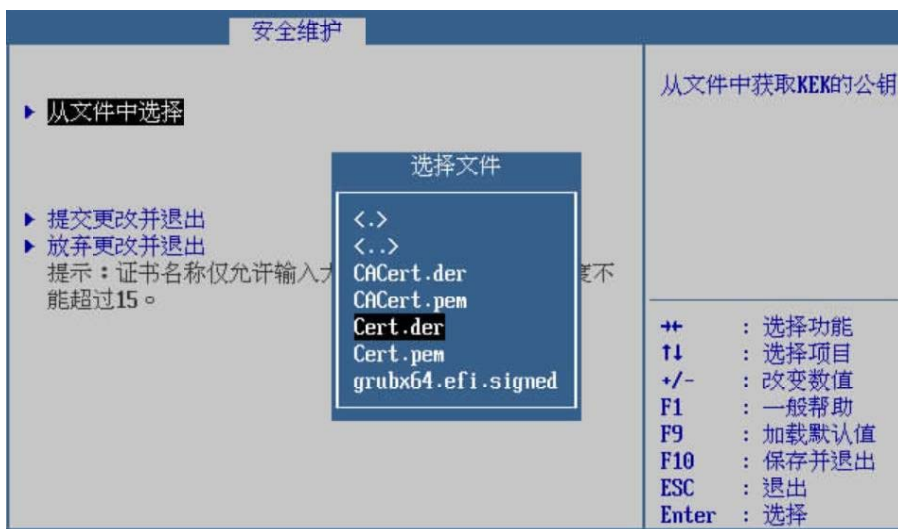 安全维护
从文件中选择
提交更改并退出
放弃更改并退出
提示：证书名称仅允许输入大
度不
能超过15。
选择文件
<.>
<..>
CACert.der
CACert.pem
Cert.der
Cert.pem
grubx64.efi.signed
从文件中获取KEK的公钥
→← : 选择功能
↑↓ : 选择项目
+/- : 改变数值
F1 : 一般帮助
F9 : 加载默认值
F10 : 保存并退出
ESC : 退出
Enter : 选择